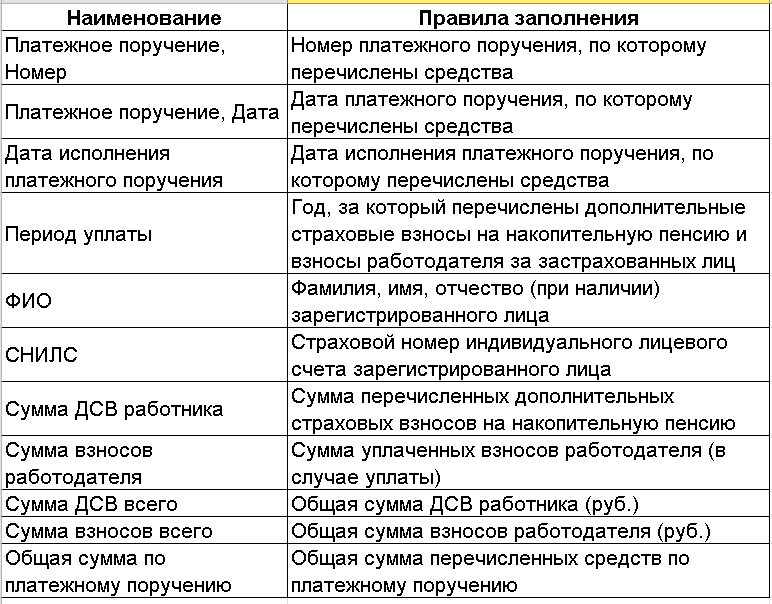 Наименование
Правила заполнения
Платежное поручение,
Номер
Номер платежного поручения, по которому
перечислены средства
Платежное поручение, Дата
Дата платежного поручения, по которому
перечислены средства
Дата исполнения
платежного поручения
Дата исполнения платежного поручения, по
которому перечислены средства
Период уплаты
Год, за который перечислены дополнительные
страховые взносы на накопительную пенсию и
взносы работодателя за застрахованных лиц
ФИО
Фамилия, имя, отчество (при наличии)
зарегистрированного лица
СНИЛС
Страховой номер индивидуального лицевого
счета зарегистрированного лица
Сумма ДСВ работника
Сумма перечисленных дополнительных
страховых взносов на накопительную пенсию
Сумма взносов
работодателя
Сумма уплаченных взносов работодателя (в
случае уплаты)
Сумма ДСВ всего
Общая сумма ДСВ работника (руб.)
Сумма взносов всего
Общая сумма взносов работодателя (руб.)
Общая сумма по
платежному поручению
Общая сумма перечисленных средств по
платежному поручению